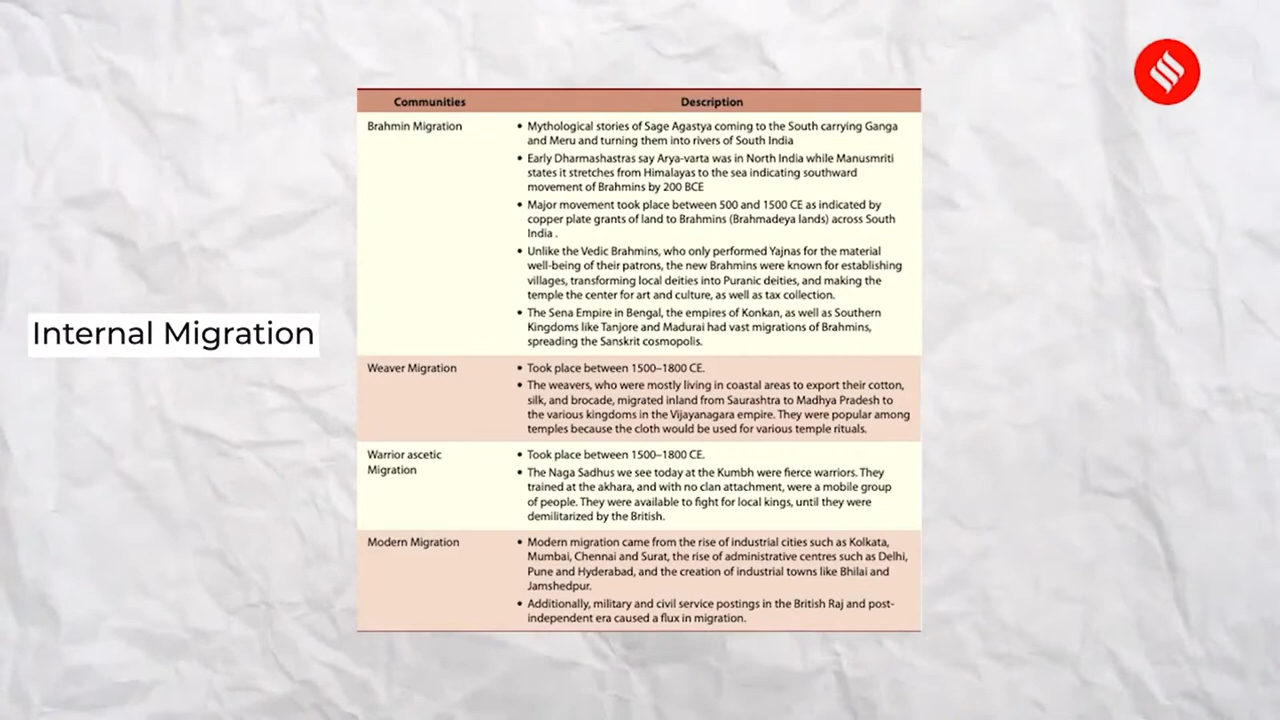 Internal Migration
Communities
Description
Brahmin Migration
• Mythological stories of Sage Agastya coming to the South carrying Ganga
and Meru and turning them into rivers of South India
• Early Dharmashastras say Arya-varta was in North India while Manusmriti
states it stretches from Himalayas to the sea indicating southward
movement of Brahmins by 200 BCE
• Major movement took place between 500 and 1500 CE as indicated by
copper plate grants of land to Brahmins (Brahmadeya lands) across South
India .
• Unlike the Vedic Brahmins, who only performed Yajnas for the material
well-being of their patrons, the new Brahmins were known for establishing
villages, transforming local deities into Puranic deities, and making the
temple the center for art and culture, as well as tax collection.
• The Sena Empire in Bengal, the empires of Konkan, as well as Southern
Kingdoms like Tanjore and Madurai had vast migrations of Brahmins,
spreading the Sanskrit cosmopolis.
Weaver Migration
• Took place between 1500–1800 CE.
• The weavers, who were mostly living in coastal areas to export their cotton,
silk, and brocade, migrated inland from Saurashtra to Madhya Pradesh to
the various kingdoms in the Vijayanagara empire. They were popular among
temples because the cloth would be used for various temple rituals.
Warrior ascetic
Migration
• Took place between 1500–1800 CE.
• The Naga Sadhus we see today at the Kumbh were fierce warriors. They
trained at the akhara, and with no clan attachment, were a mobile group
of people. They were available to fight for local kings, until they were
demilitarized by the British.
Modern Migration
• Modern migration came from the rise of industrial cities such as Kolkata,
Mumbai, Chennai and Surat, the rise of administrative centres such as Delhi,
Pune and Hyderabad, and the creation of industrial towns like Bhilai and
Jamshedpur.
• Additionally, military and civil service postings in the British Raj and post-
independent era caused a flux in migration.